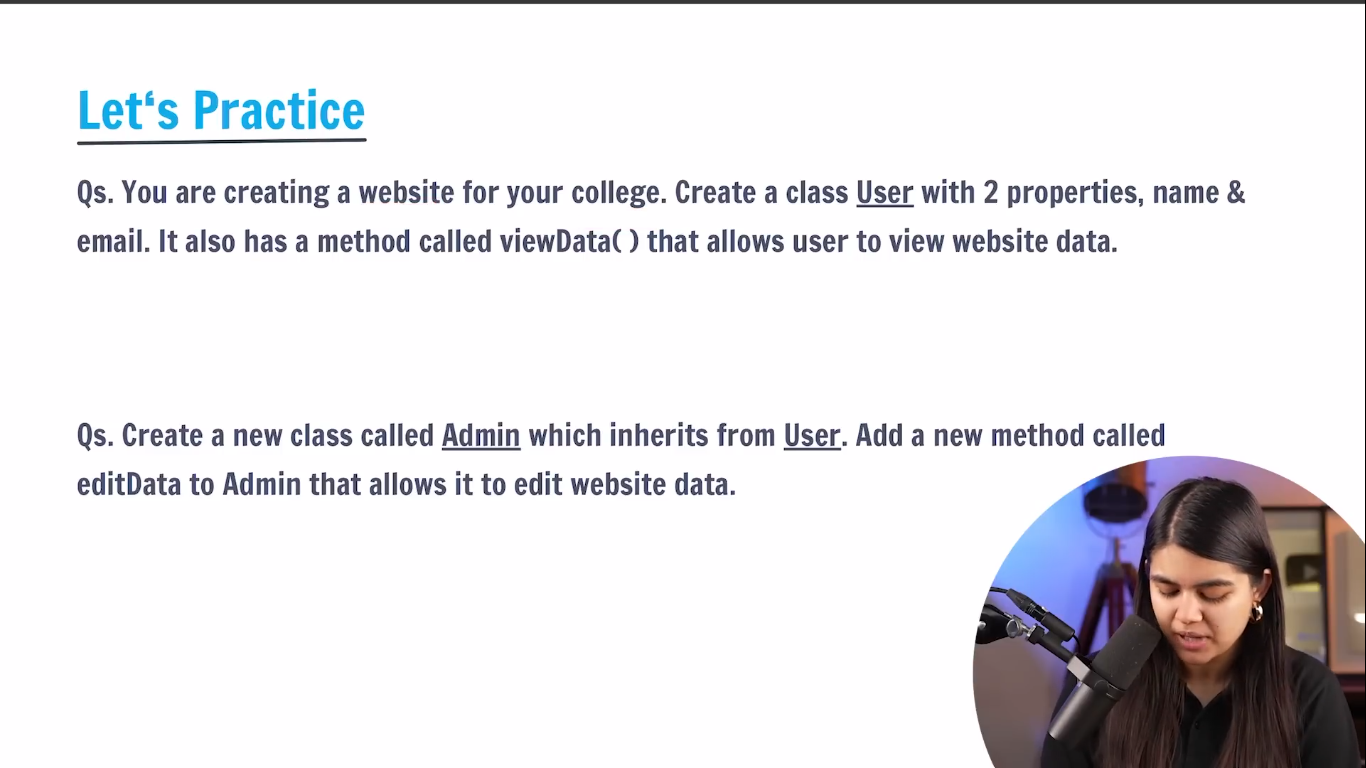 Let‘s Practice
Qs. You are creating a website for your college. Create a class User with 2 properties, name &
email. It also has a method called viewData( ) that allows user to view website data.
Qs. Create a new class called Admin which inherits from User. Add a new method called
editData to Admin that allows it to edit website data.